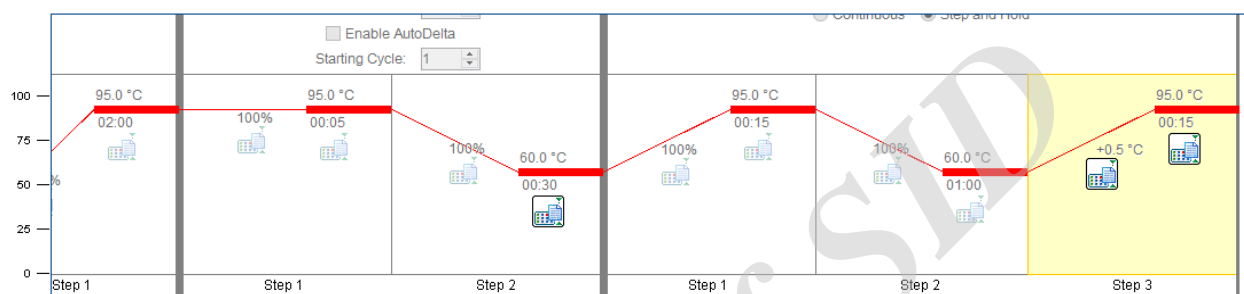 Continuous Step and Hold
Enable AutoDelta
Starting Cycle: 1
100
75
50
25
0
95.0 °C
02:00
%
Step 1
100%
95.0 °C
00:05
Step 1
100%
60.0 °C
00:30
Step 2
100%
95.0 °C
00:15
Step 1
100%
60.0 °C
01:00
Step 2
+0.5 °C
95.0 °C
00:15
Step 3
SID